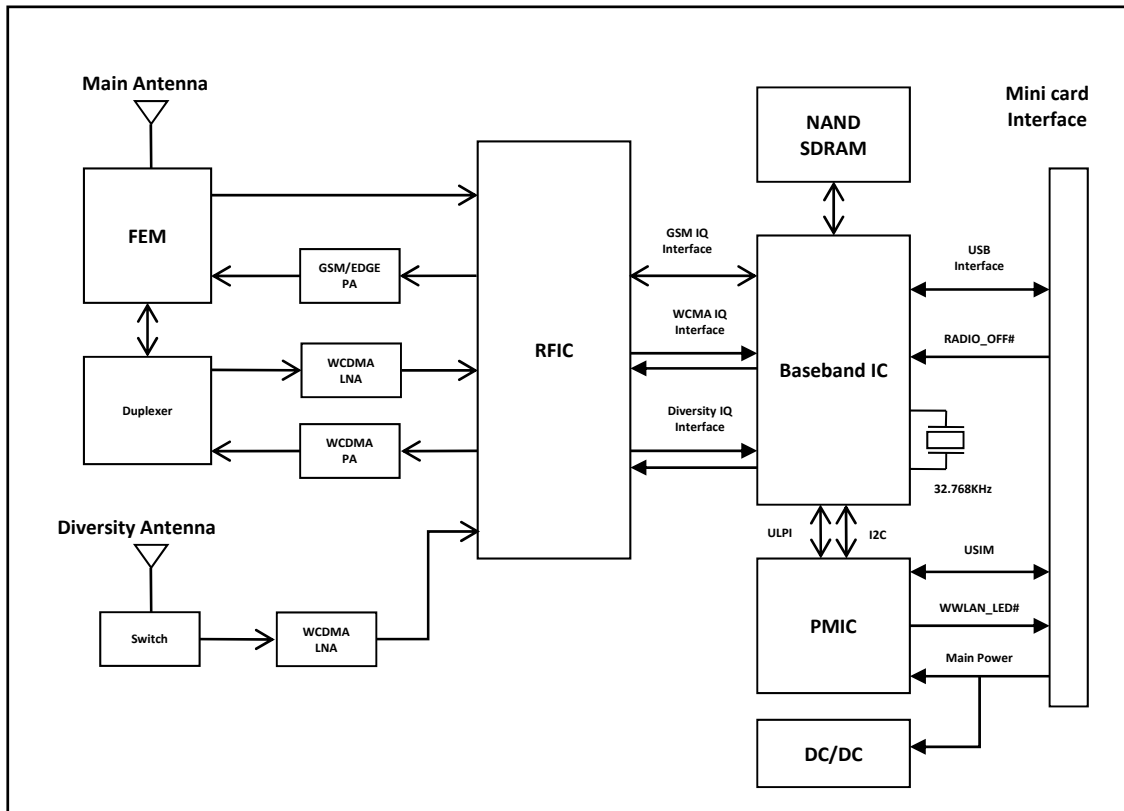 Main Antenna
FEM
GSM/EDGE
PA
Duplexer
WCDMA
LNA
WCDMA
PA
Diversity Antenna
Switch
WCDMA
LNA
RFIC
GSM IQ
Interface
WCMA IQ
Interface
Diversity IQ
Interface
NAND
SDRAM
Baseband IC
32.768KHz
ULPI
I2C
PMIC
DC/DC
Mini card
Interface
USB
Interface
RADIO_OFF#
USIM
WWLAN_LED#
Main Power